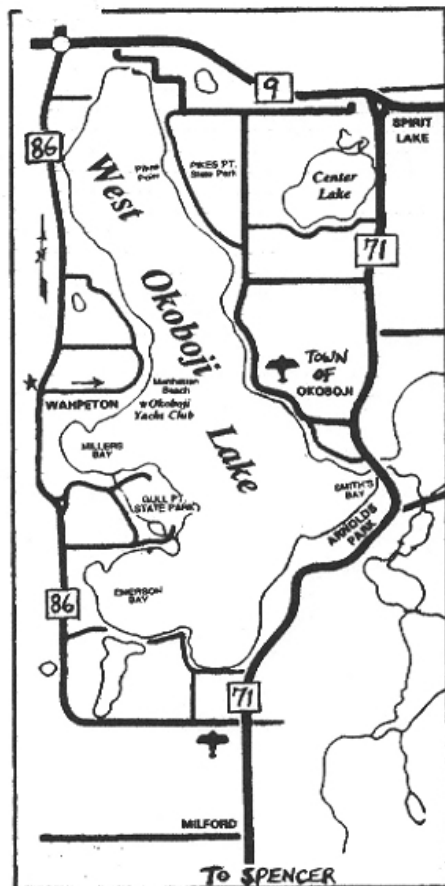 9
86
SPIRIT
LAKE
PIKES PT.
State Park
Pikes
Point
Center
Lake
West
Okoboji
Lake
71
TOWN
OF
OKOBOJI
Manhattan
Beach
★Okoboji
Yacht Club
WAHPETON
MILLERS
BAY
GULL PT.
STATE PARK
SMITH'S
BAY
ARNOLDS
PARK
EMERSON
BAY
86
71
MILFORD
TO SPENCER